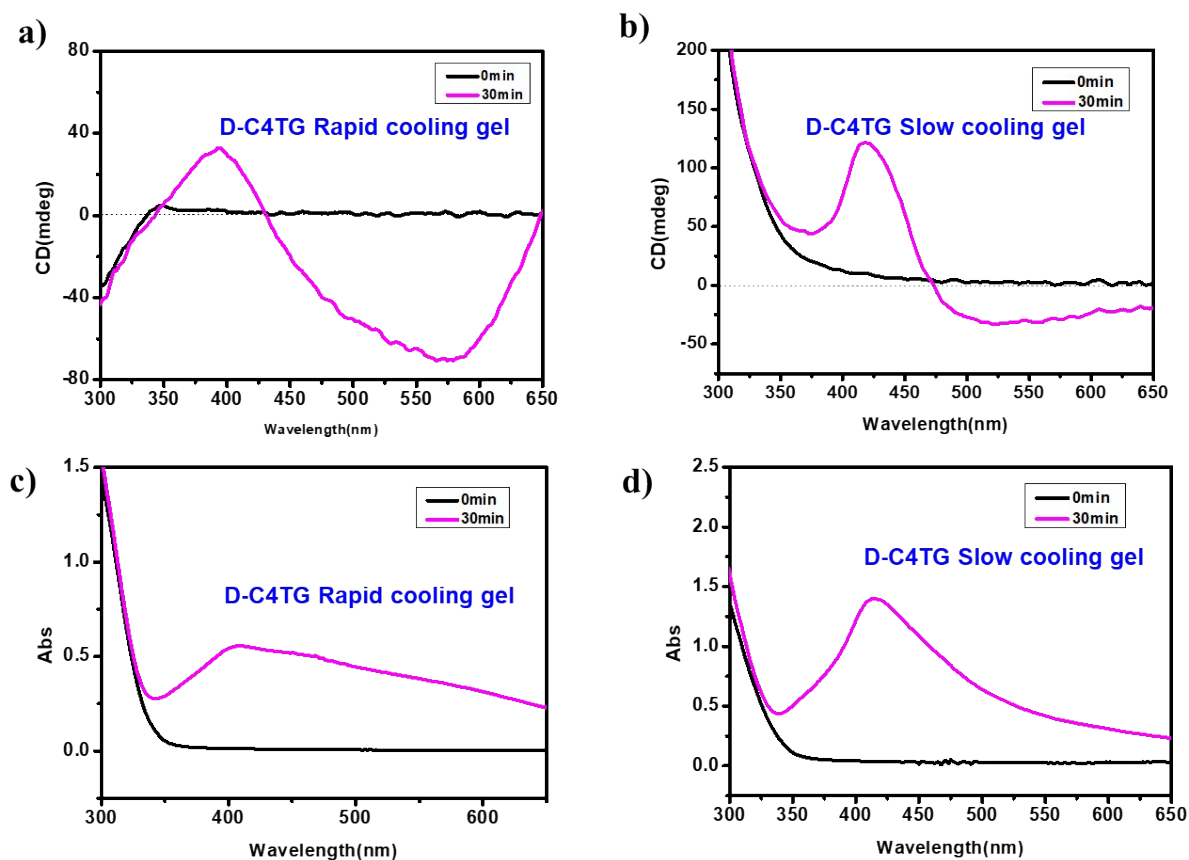 a)
80
40
0
-40
-80
CD(mdeg)
0min
30min
D-C4TG Rapid cooling gel
300 350 400 450 500 550 600 650
Wavelength(nm)
b)
200
150
100
50
0
-50
CD(mdeg)
0min
30min
D-C4TG Slow cooling gel
300 350 400 450 500 550 600 650
Wavelength(nm)
c)
1.5
1.0
0.5
0.0
Abs
0min
30min
D-C4TG Rapid cooling gel
300 400 500 600
Wavelength(nm)
d)
2.5
2.0
1.5
1.0
0.5
0.0
Abs
0min
30min
D-C4TG Slow cooling gel
300 350 400 450 500 550 600 650
Wavelength(nm)